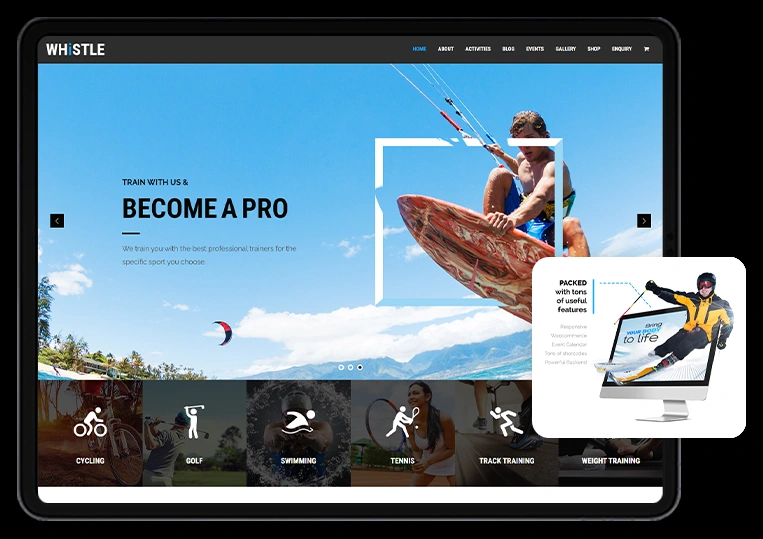 WHiSTLE
HOME ABOUT ACTIVITIES BLOG EVENTS GALLERY SHOP ENQUIRY
TRAIN WITH US &
BECOME A PRO
We train you with the best professional trainers for the
specific sport you choose
PACKED
with tons
of useful
features
Responsive
Woocommerce
Event Calendar
Tons of shortcodes
Powerful Backend
Bring
YOUR BODY
to life
CYCLING GOLF SWIMMING TENNIS TRACK TRAINING WEIGHT TRAINING